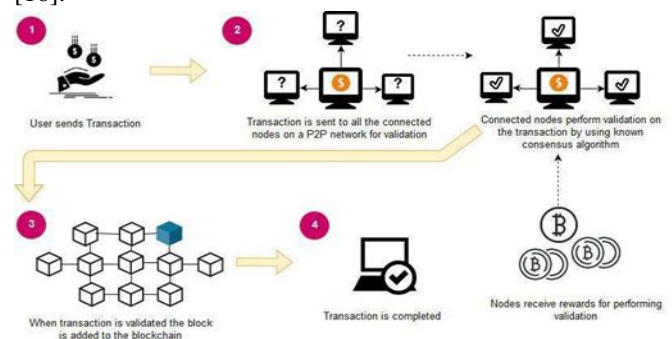 [16].
1
2
?
?
?
$
$
$
User sends Transaction
Transaction is sent to all the connected
nodes on a P2P network for validation
$
Connected nodes perform validation on
the transaction by using known
consensus algorithm
3
When transaction is validated the block
is added to the blockchain
4
Transaction is completed
Nodes receive rewards for performing
validation